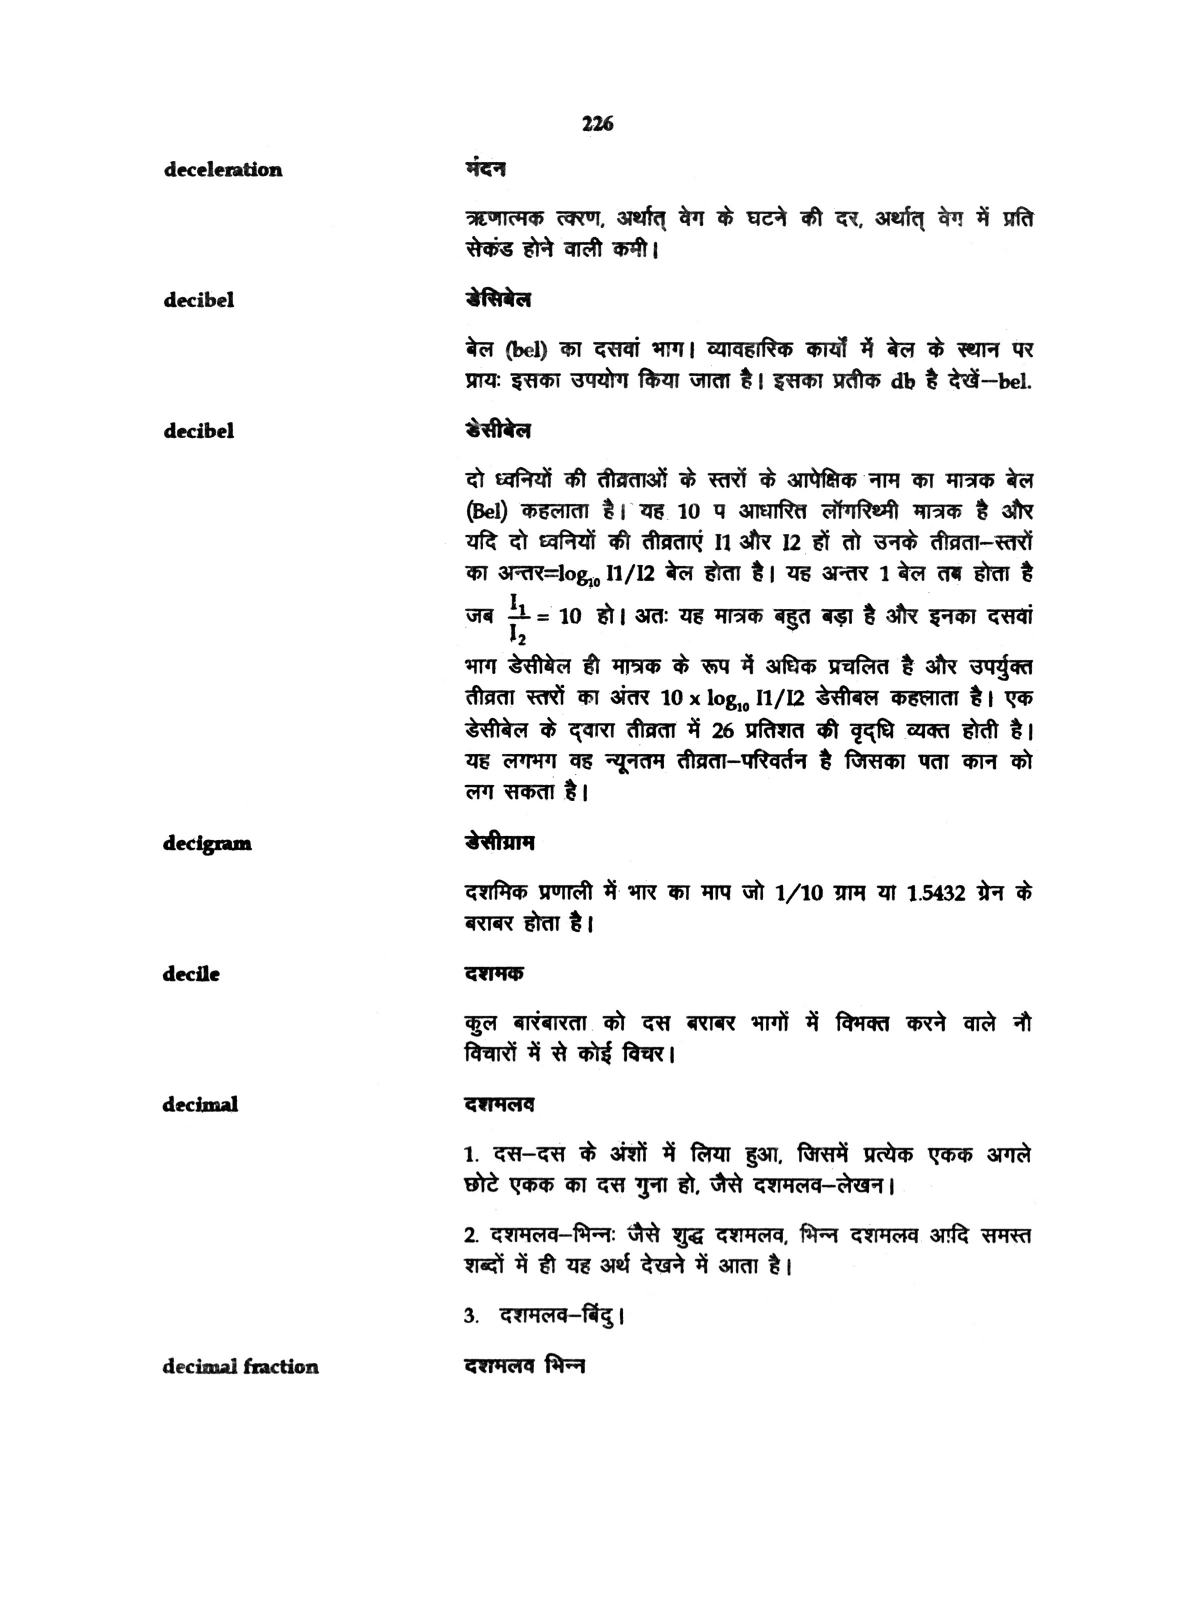 226
deceleration मंदन
ऋणात्मक त्वरण, अर्थात् वेग के घटने की दर, अर्थात् वेग में प्रति
सेकंड होने वाली कमी।
decibel डेसिबेल
बेल (bel) का दसवां भाग। व्यावहारिक कार्यों में बेल के स्थान पर
प्रायः इसका उपयोग किया जाता है। इसका प्रतीक db है देखें–bel.
decibel डेसीबेल
दो ध्वनियों की तीव्रताओं के स्तरों के आपेक्षिक नाम का मात्रक बेल
(Bel) कहलाता है। यह 10 प आधारित लॉगरिथ्मी मात्रक है और
यदि दो ध्वनियों की तीव्रताएं I1 और I2 हों तो उनके तीव्रता–स्तरों
का अन्तर=log₁₀ I1/I2 बेल होता है। यह अन्तर 1 बेल तब होता है
जब I₁/I₂ = 10 हो। अतः यह मात्रक बहुत बड़ा है और इनका दसवां
भाग डेसीबेल ही मात्रक के रूप में अधिक प्रचलित है और उपर्युक्त
तीव्रता स्तरों का अंतर 10 x log₁₀ I1/I2 डेसीबल कहलाता है। एक
डेसीबेल के द्वारा तीव्रता में 26 प्रतिशत की वृद्धि व्यक्त होती है।
यह लगभग वह न्यूनतम तीव्रता–परिवर्तन है जिसका पता कान को
लग सकता है।
decigram डेसीग्राम
दशमिक प्रणाली में भार का माप जो 1/10 ग्राम या 1.5432 ग्रेन के
बराबर होता है।
decile दशमक
कुल बारंबारता को दस बराबर भागों में विभक्त करने वाले नौ
विचारों में से कोई विचर।
decimal दशमलव
1. दस–दस के अंशों में लिया हुआ, जिसमें प्रत्येक एकक अगले
छोटे एकक का दस गुना हो, जैसे दशमलव–लेखन।
2. दशमलव–भिन्नः जैसे शुद्ध दशमलव, भिन्न दशमलव आदि समस्त
शब्दों में ही यह अर्थ देखने में आता है।
3. दशमलव–बिंदु।
decimal fraction दशमलव भिन्न